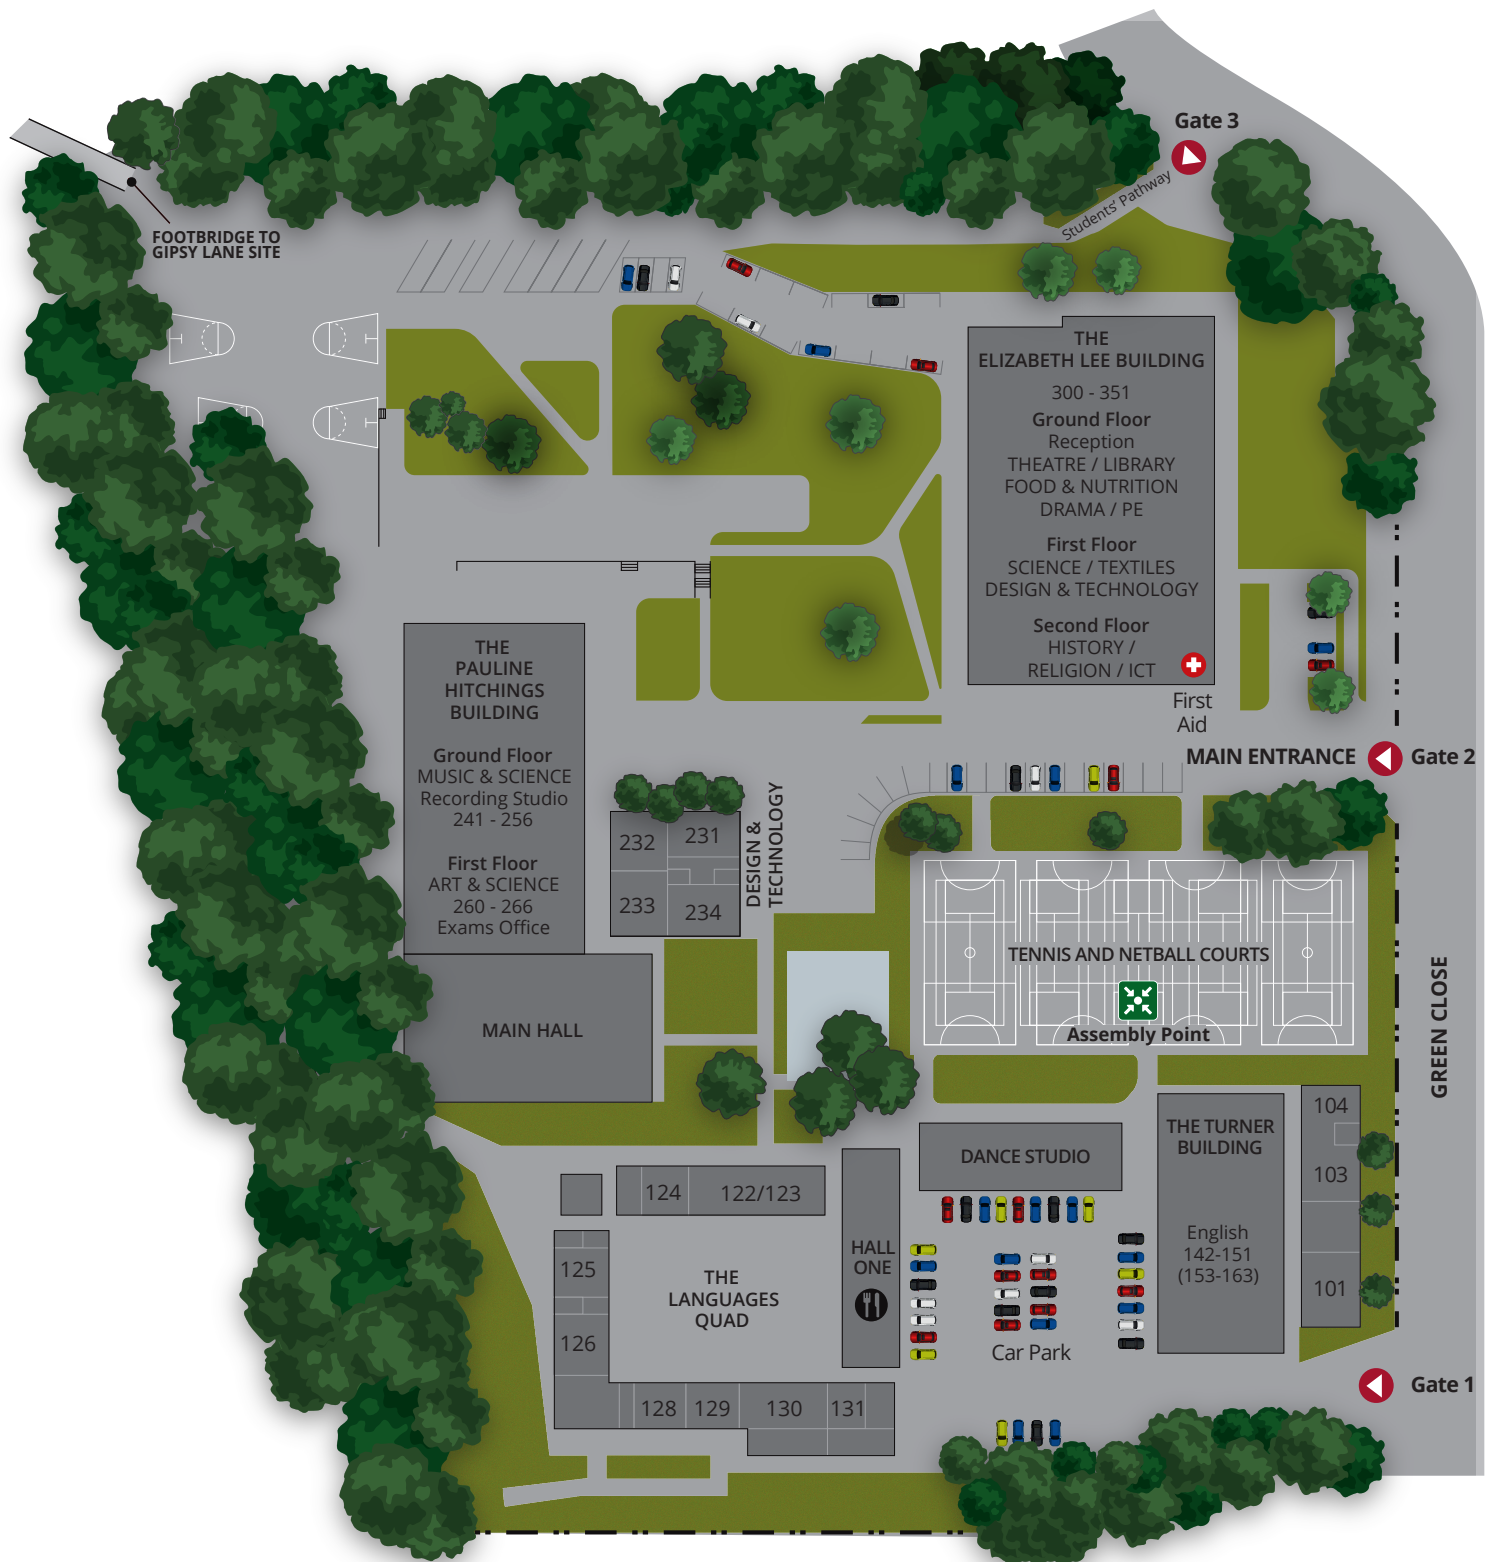 Gate 3
Students' Pathway
FOOTBRIDGE TO
GIPSY LANE SITE
THE
ELIZABETH LEE BUILDING
300 - 351
Ground Floor
Reception
THEATRE / LIBRARY
FOOD & NUTRITION
DRAMA / PE
First Floor
SCIENCE / TEXTILES
DESIGN & TECHNOLOGY
Second Floor
HISTORY /
RELIGION / ICT
First
Aid
MAIN ENTRANCE
Gate 2
THE
PAULINE
HITCHINGS
BUILDING
Ground Floor
MUSIC & SCIENCE
Recording Studio
241 - 256
First Floor
ART & SCIENCE
260 - 266
Exams Office
232
231
233
234
DESIGN &
TECHNOLOGY
TENNIS AND NETBALL COURTS
Assembly Point
GREEN CLOSE
MAIN HALL
THE TURNER
BUILDING
English
142-151
(153-163)
104
103
101
DANCE STUDIO
124
122/123
125
126
THE
LANGUAGES
QUAD
HALL
ONE
Car Park
Gate 1
128
129
130
131